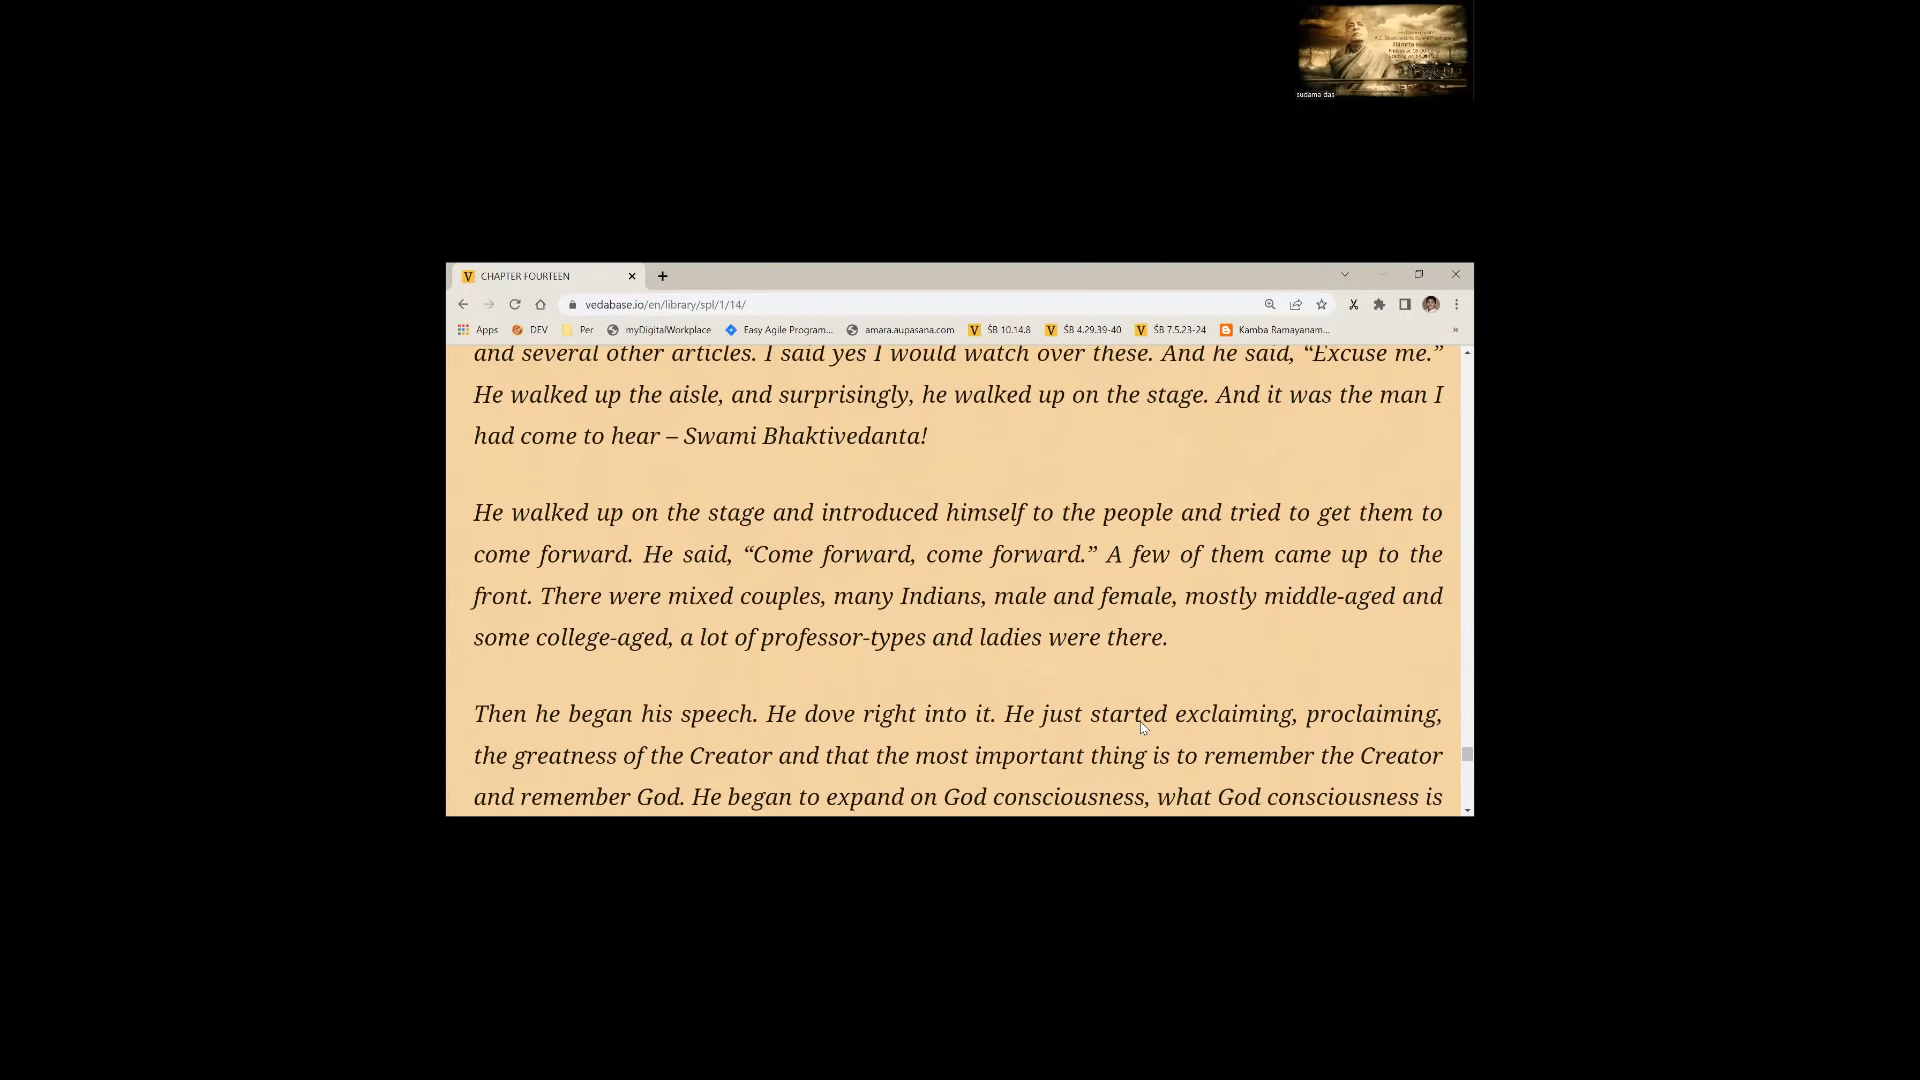 Fridays at 18:00
sudama das
CHAPTER FOURTEEN
vedabase.io/en/library/spl/1/14/
Apps DEV Per myDigitalWorkplace Easy Agile Program... amara.aupasana.com ŚB 10.14.8 ŚB 4.29.39-40 ŚB 7.5.23-24 Kamba Ramayanam... »
and several other articles. I said yes I would watch over these. And he said, “Excuse me.”
He walked up the aisle, and surprisingly, he walked up on the stage. And it was the man I
had come to hear – Swami Bhaktivedanta!
He walked up on the stage and introduced himself to the people and tried to get them to
come forward. He said, “Come forward, come forward.” A few of them came up to the
front. There were mixed couples, many Indians, male and female, mostly middle-aged and
some college-aged, a lot of professor-types and ladies were there.
Then he began his speech. He dove right into it. He just started exclaiming, proclaiming,
the greatness of the Creator and that the most important thing is to remember the Creator
and remember God. He began to expand on God consciousness, what God consciousness is